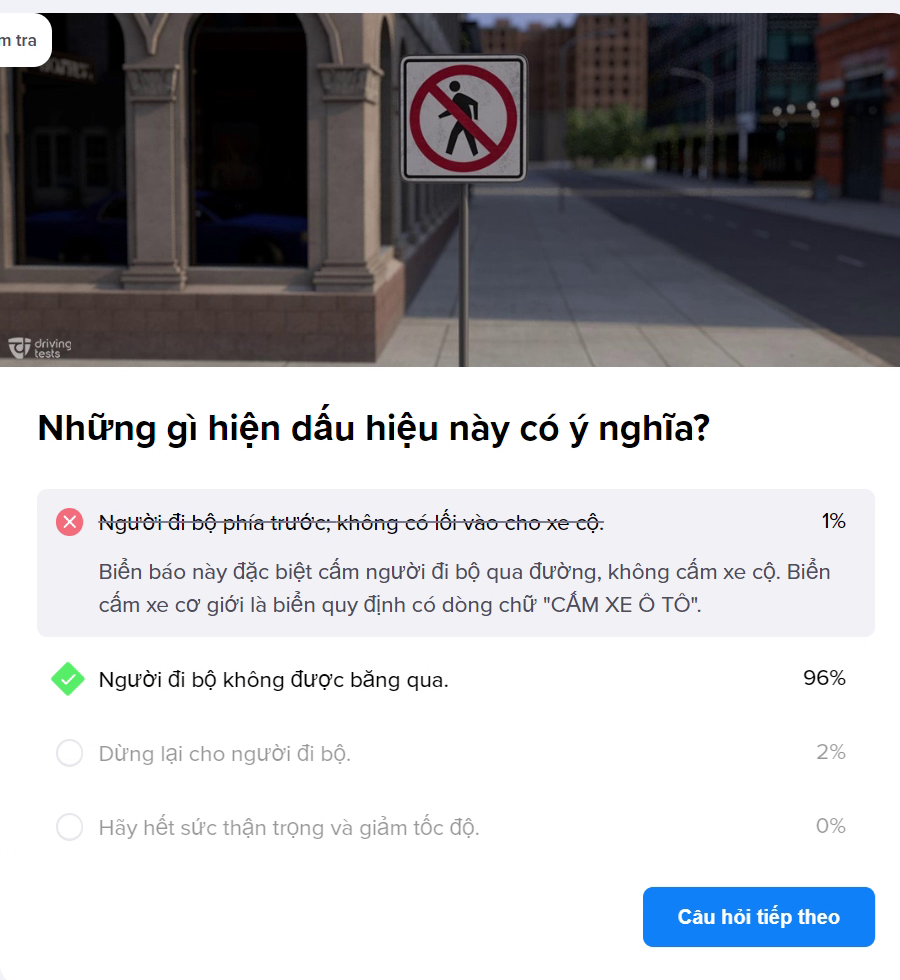 m tra
driving
tests
Những gì hiện dấu hiệu này có ý nghĩa?
Người đi bộ phía trước; không có lối vào cho xe cộ.
1%
Biển báo này đặc biệt cấm người đi bộ qua đường, không cấm xe cộ. Biển
cấm xe cơ giới là biển quy định có dòng chữ "CẤM XE Ô TÔ".
Người đi bộ không được băng qua.
96%
Dừng lại cho người đi bộ.
2%
Hãy hết sức thận trọng và giảm tốc độ.
0%
Câu hỏi tiếp theo